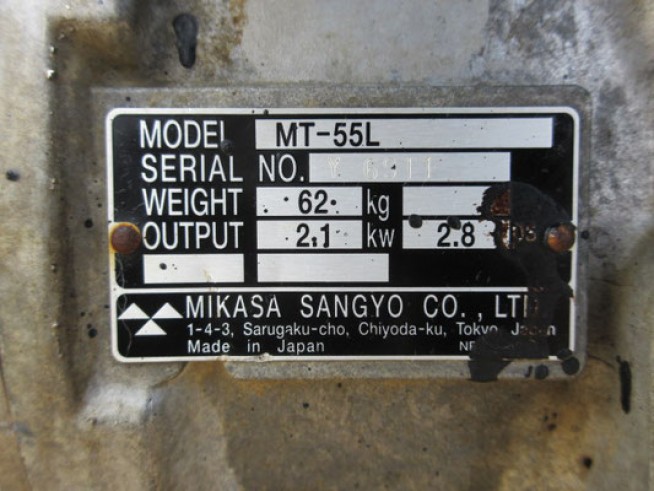 MODEL MT-55L
SERIAL NO.
WEIGHT 62 kg
OUTPUT 2.1 kw 2.8
MIKASA SANGYO CO., LTD
1-4-3, Sarugaku-cho, Chiyoda-ku, Tokyo Japan
Made in Japan